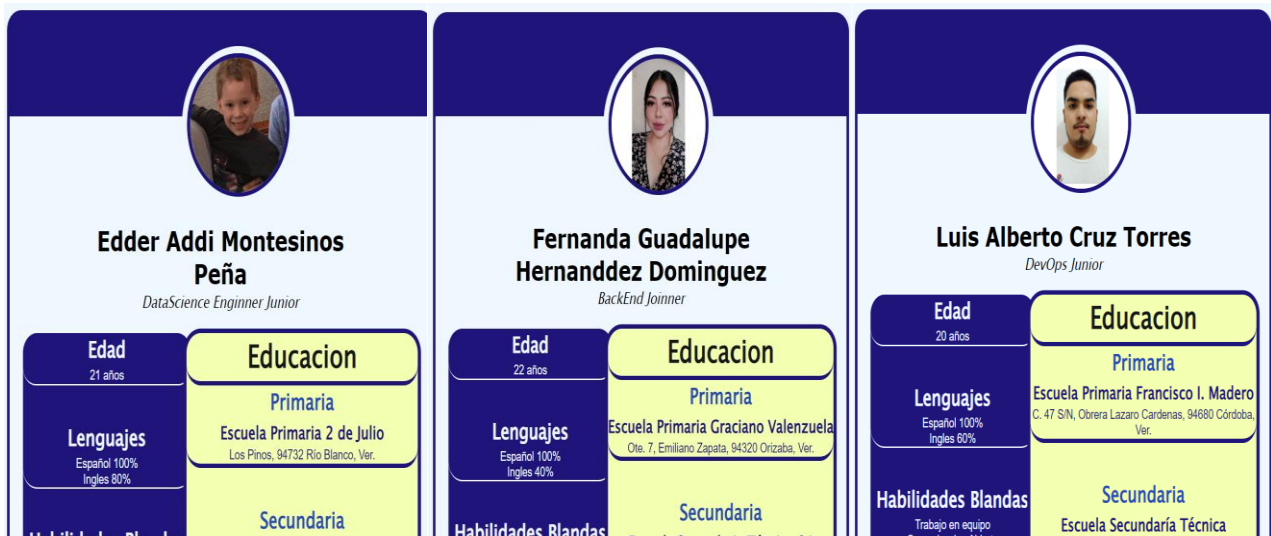 Edder Addi Montesinos
Peña
DataScience Enginner Junior
Edad
21 años
Lenguajes
Español 100%
Ingles 80%
Educacion
Primaria
Escuela Primaria 2 de Julio
Los Pinos, 94732 Río Blanco, Ver.
Secundaria
Fernanda Guadalupe
Hernanddez Dominguez
BackEnd Joinner
Edad
22 años
Lenguajes
Español 100%
Ingles 40%
Habilidades Blandas
Educacion
Primaria
Escuela Primaria Graciano Valenzuela
Ote. 7, Emiliano Zapata, 94320 Orizaba, Ver.
Secundaria
Luis Alberto Cruz Torres
DevOps Junior
Edad
20 años
Lenguajes
Español 100%
Ingles 60%
Habilidades Blandas
Trabajo en equipo
Educacion
Primaria
Escuela Primaria Francisco I. Madero
C. 47 S/N, Obrera Lazaro Cardenas, 94680 Córdoba,
Ver.
Secundaria
Escuela Secundaría Técnica